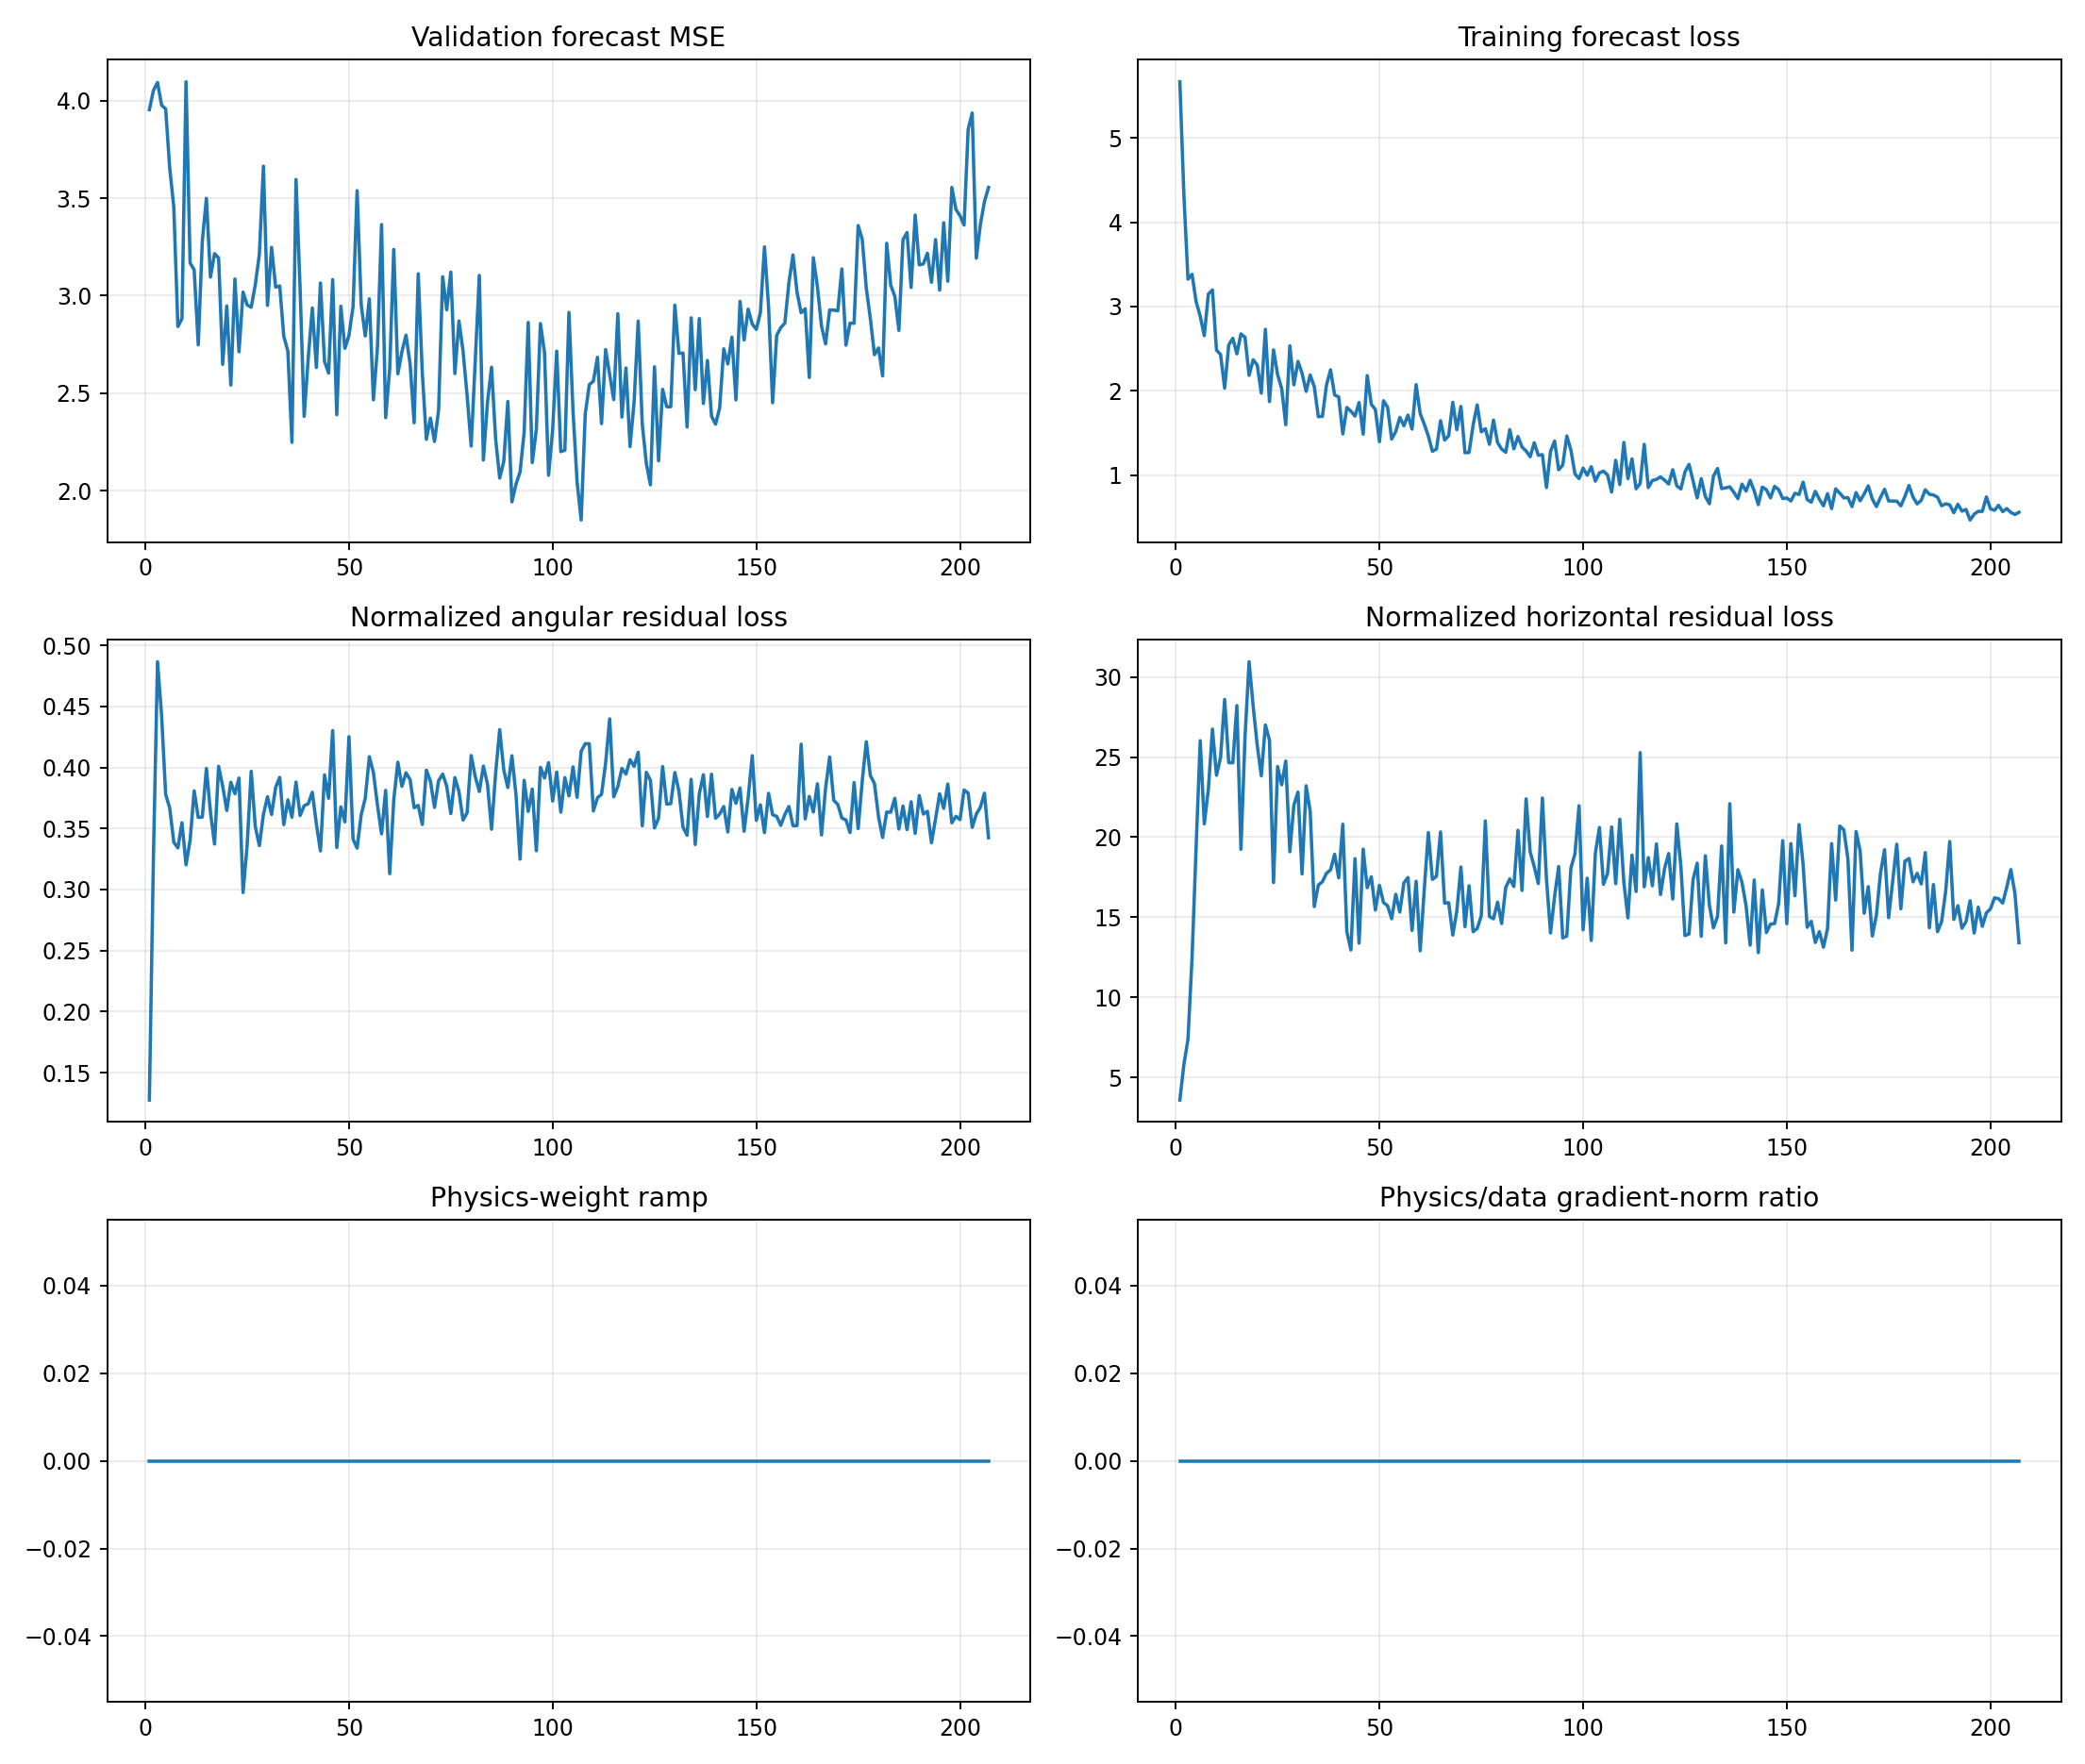 Validation forecast MSE
4.0
3.5
3.0
2.5
2.0
0 50 100 150 200
Training forecast loss
5
4
3
2
1
0 50 100 150 200
Normalized angular residual loss
0.50
0.45
0.40
0.35
0.30
0.25
0.20
0.15
0 50 100 150 200
Normalized horizontal residual loss
30
25
20
15
10
5
0 50 100 150 200
Physics-weight ramp
0.04
0.02
0.00
−0.02
−0.04
0 50 100 150 200
Physics/data gradient-norm ratio
0.04
0.02
0.00
−0.02
−0.04
0 50 100 150 200